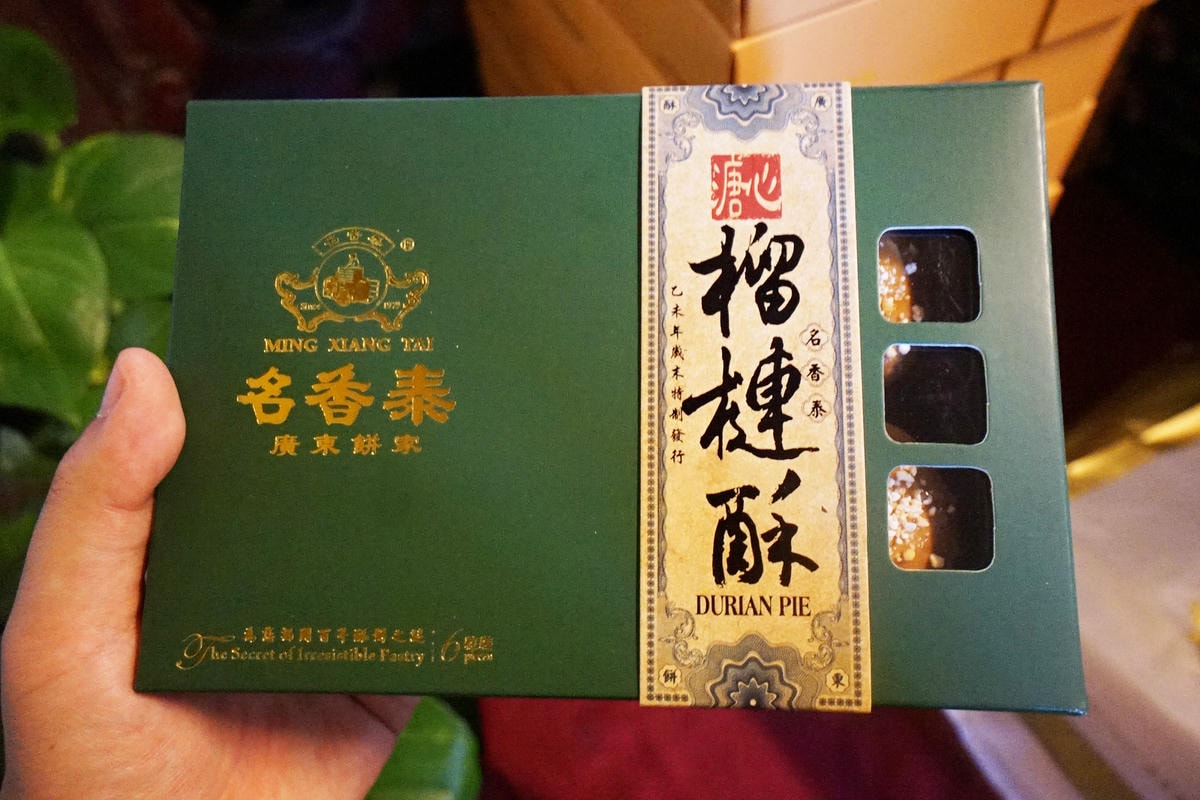 名香泰
Since 1979
MING XIANG TAI
名香泰
廣東餅家
The Secret of Irresistible Pastry
6
pieces
酥 廣
心溏
榴槤酥
名香泰
乙未年歲末特制發行
DURIAN PIE
餅 東